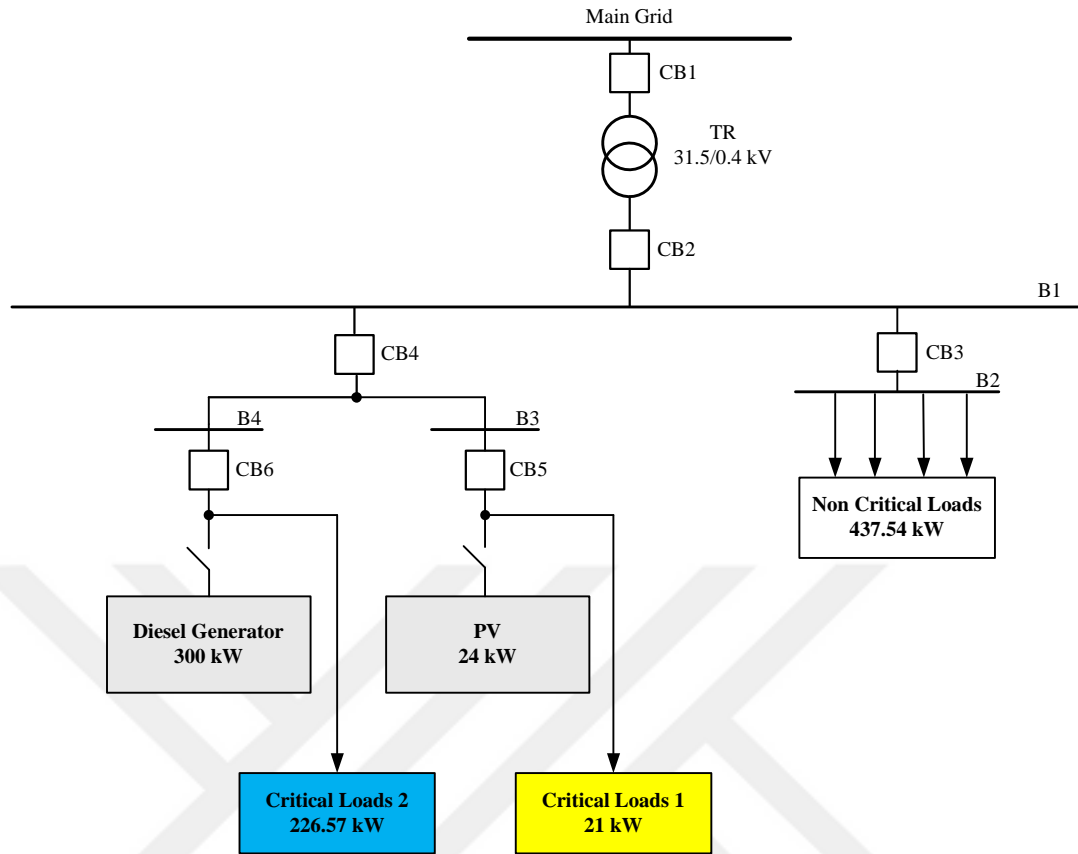 Main Grid
CB1
TR
31.5/0.4 kV
CB2
B1
CB4
CB3
B2
B4
B3
CB6
CB5
Non Critical Loads
437.54 kW
Diesel Generator
300 kW
PV
24 kW
Critical Loads 2
226.57 kW
Critical Loads 1
21 kW